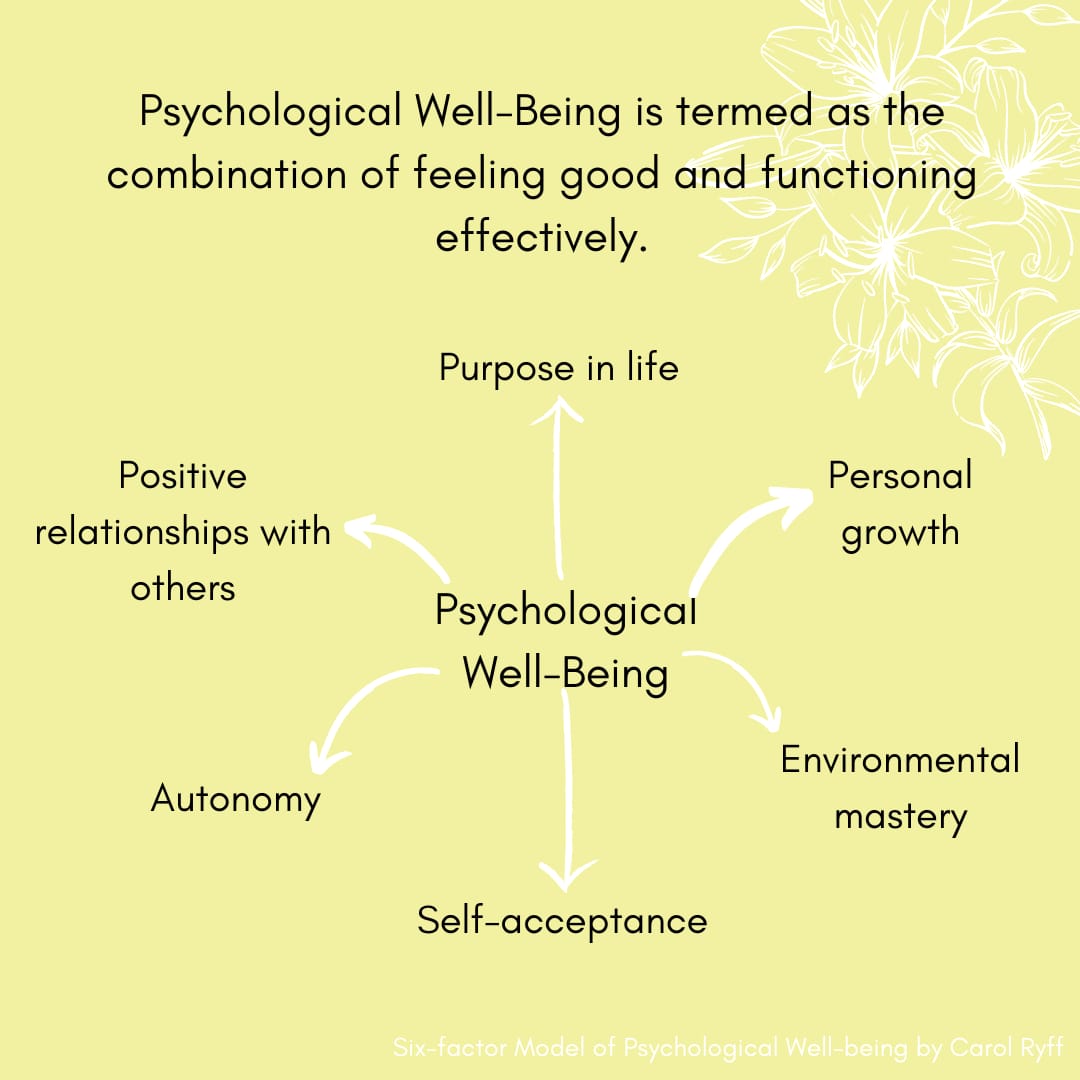 Psychological Well-Being is termed as the
combination of feeling good and functioning
effectively.
Purpose in life
Positive
relationships with
others
Personal
growth
Psychological
Well-Being
Autonomy
Environmental
mastery
Self-acceptance
Six-factor Model of Psychological Well-being by Carol Ryff